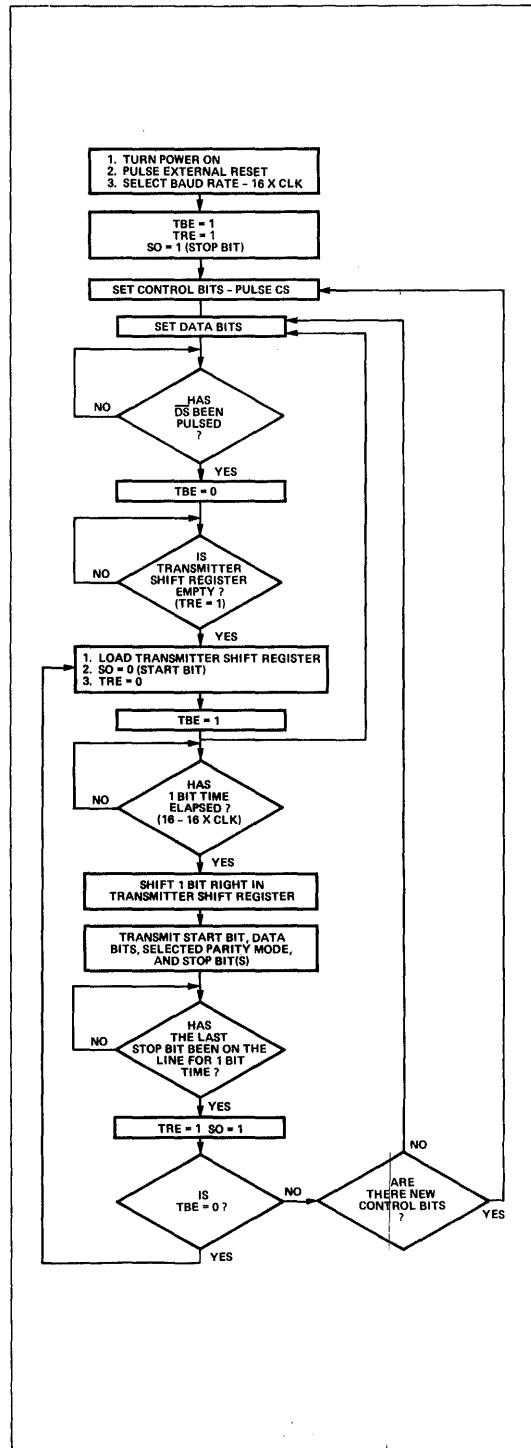 1. TURN POWER ON
2. PULSE EXTERNAL RESET
3. SELECT BAUD RATE – 16 X CLK
TBE = 1
TRE = 1
SO = 1 (STOP BIT)
SET CONTROL BITS – PULSE CS
SET DATA BITS
HAS
D̅S̅ BEEN
PULSED
?
NO
YES
TBE = 0
IS
TRANSMITTER
SHIFT REGISTER
EMPTY ?
(TRE = 1)
NO
YES
1. LOAD TRANSMITTER SHIFT REGISTER
2. SO = 0 (START BIT)
3. TRE = 0
TBE = 1
HAS
1 BIT TIME
ELAPSED ?
(16 – 16 X CLK)
NO
YES
SHIFT 1 BIT RIGHT IN
TRANSMITTER SHIFT REGISTER
TRANSMIT START BIT, DATA
BITS, SELECTED PARITY MODE,
AND STOP BIT(S)
HAS
THE LAST
STOP BIT BEEN ON THE
LINE FOR 1 BIT
TIME ?
NO
YES
TRE = 1 SO = 1
IS
TBE = 0 ?
NO
YES
ARE
THERE NEW
CONTROL BITS
?
NO
YES